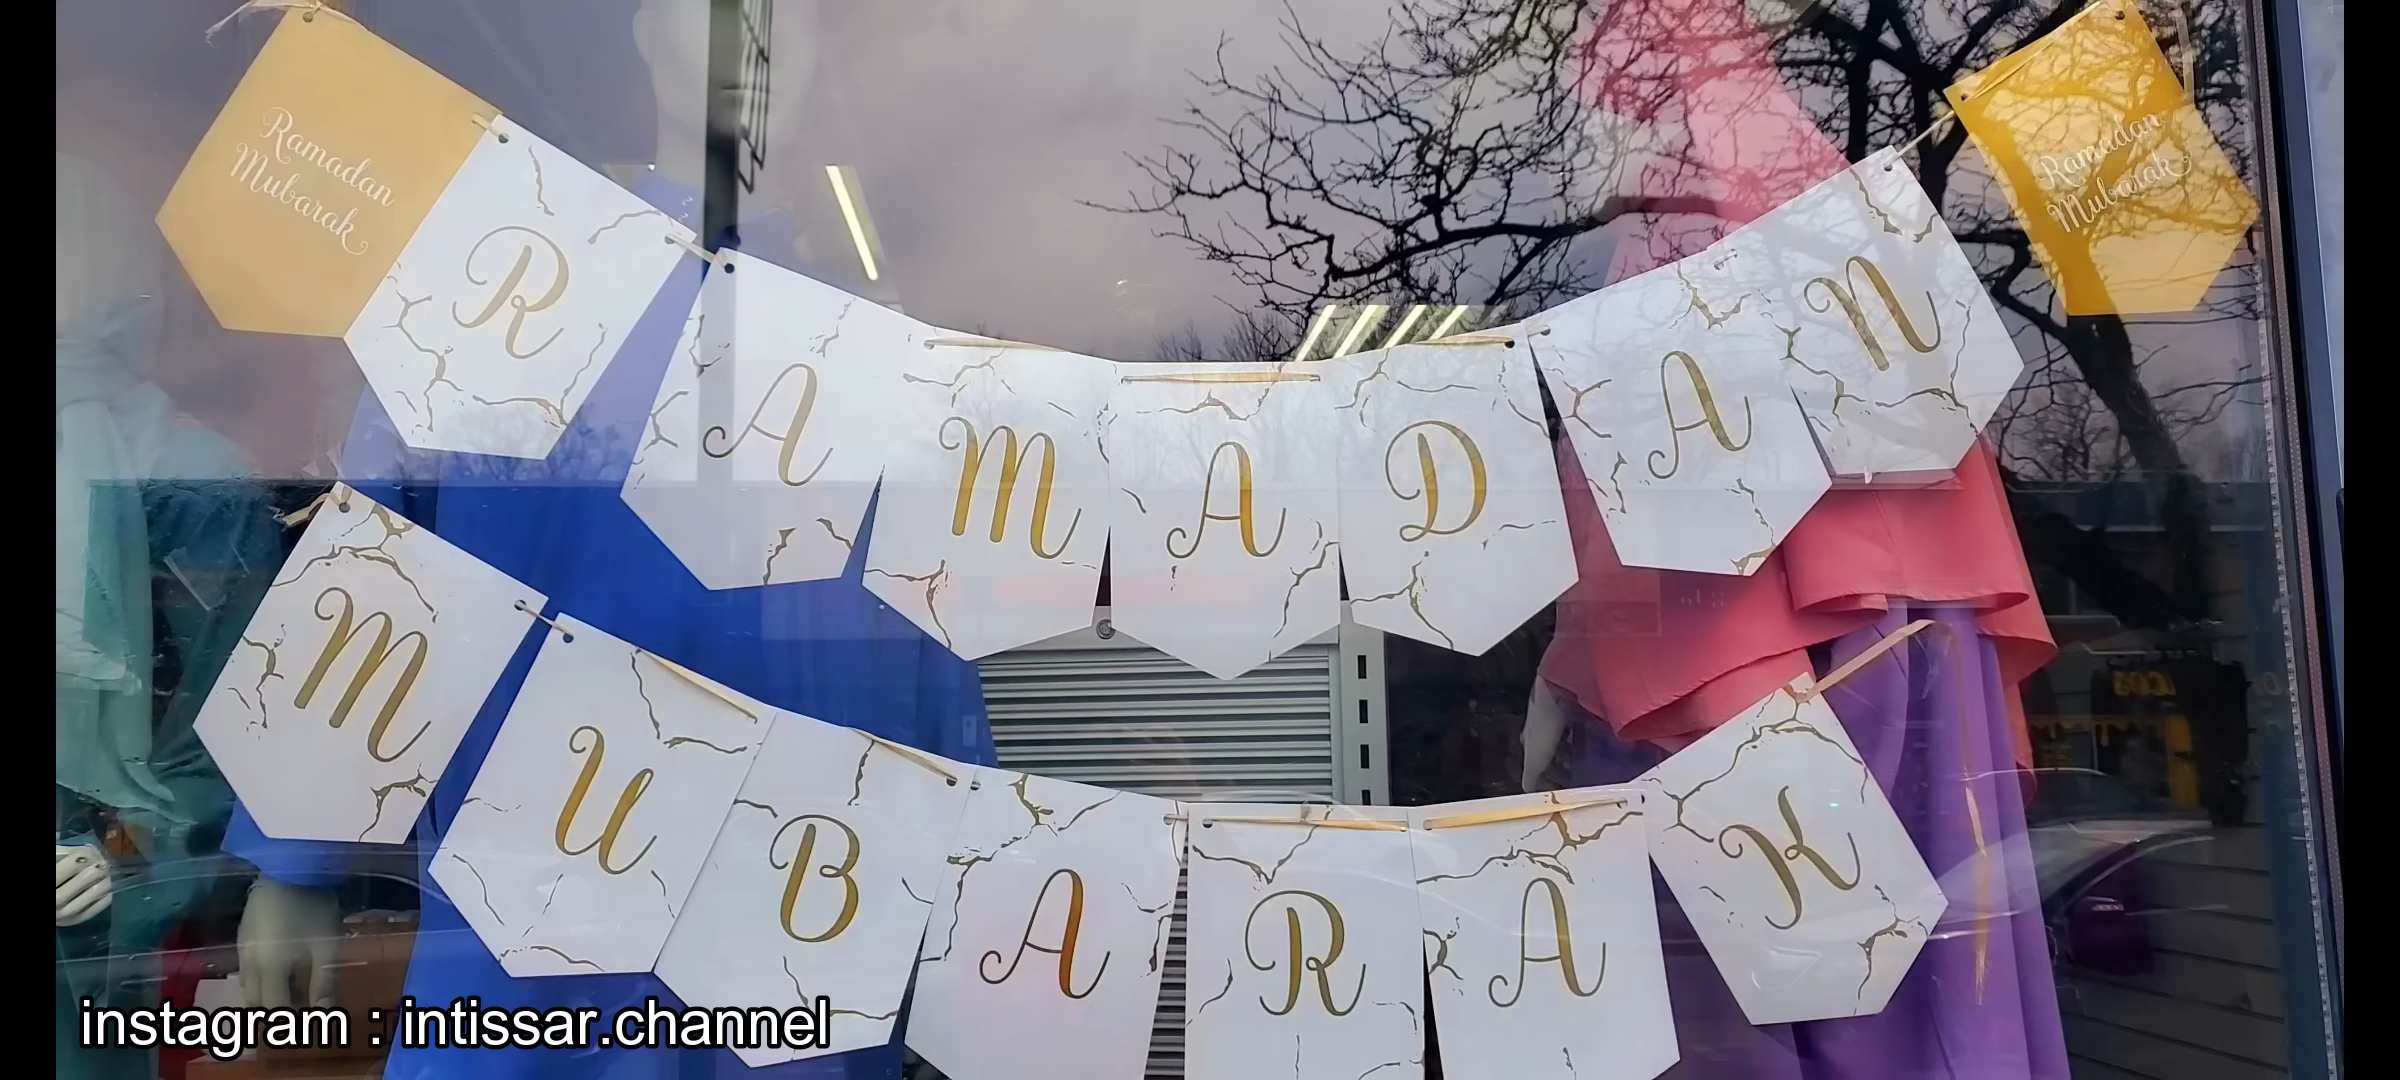 Ramadan
Mubarak
RAMADAN
Ramadan
Mubarak
MUBARAK
instagram : intissar.channel